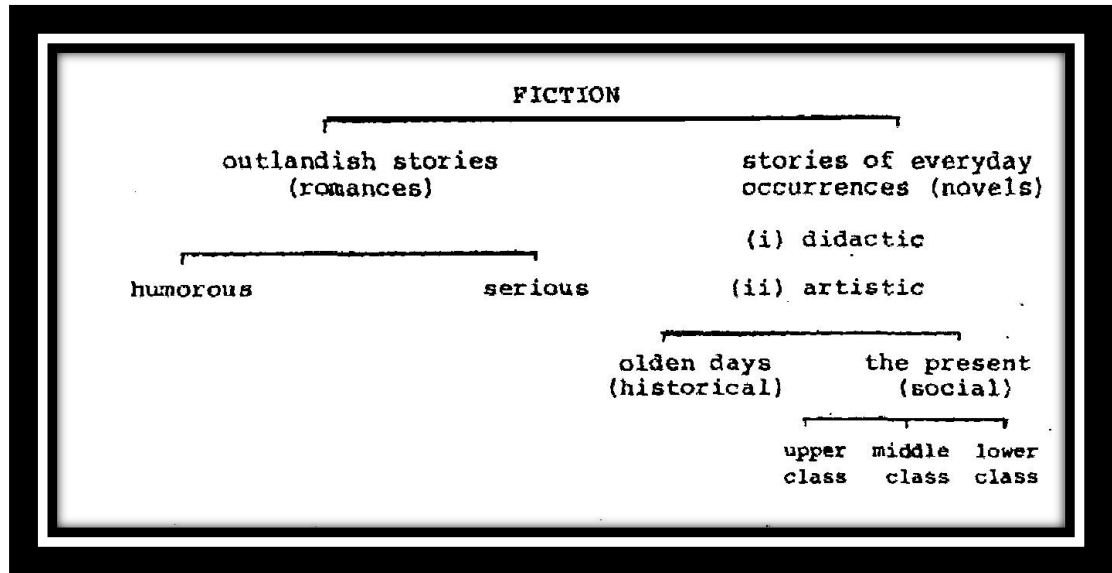 FICTION
outlandish stories
(romances)
stories of everyday
occurrences (novels)
(i) didactic
(ii) artistic
humorous
serious
olden days
(historical)
the present
(social)
upper
class
middle
class
lower
class